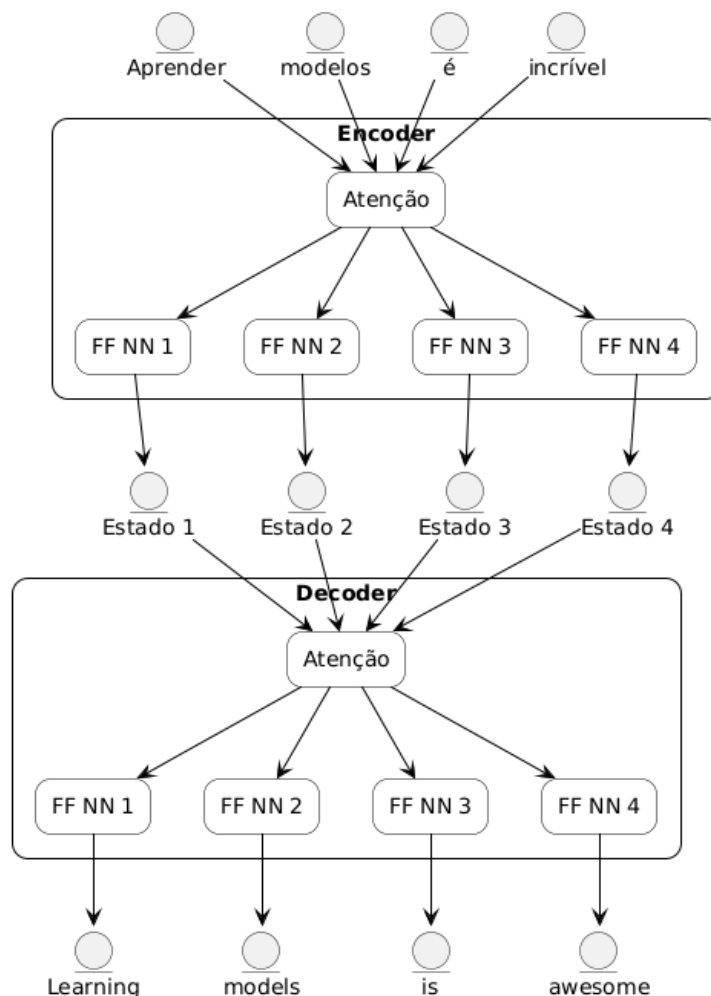 Aprender modelos é incrível
Encoder
Atenção
FF NN 1 FF NN 2 FF NN 3 FF NN 4
Estado 1 Estado 2 Estado 3 Estado 4
Decoder
Atenção
FF NN 1 FF NN 2 FF NN 3 FF NN 4
Learning models is awesome